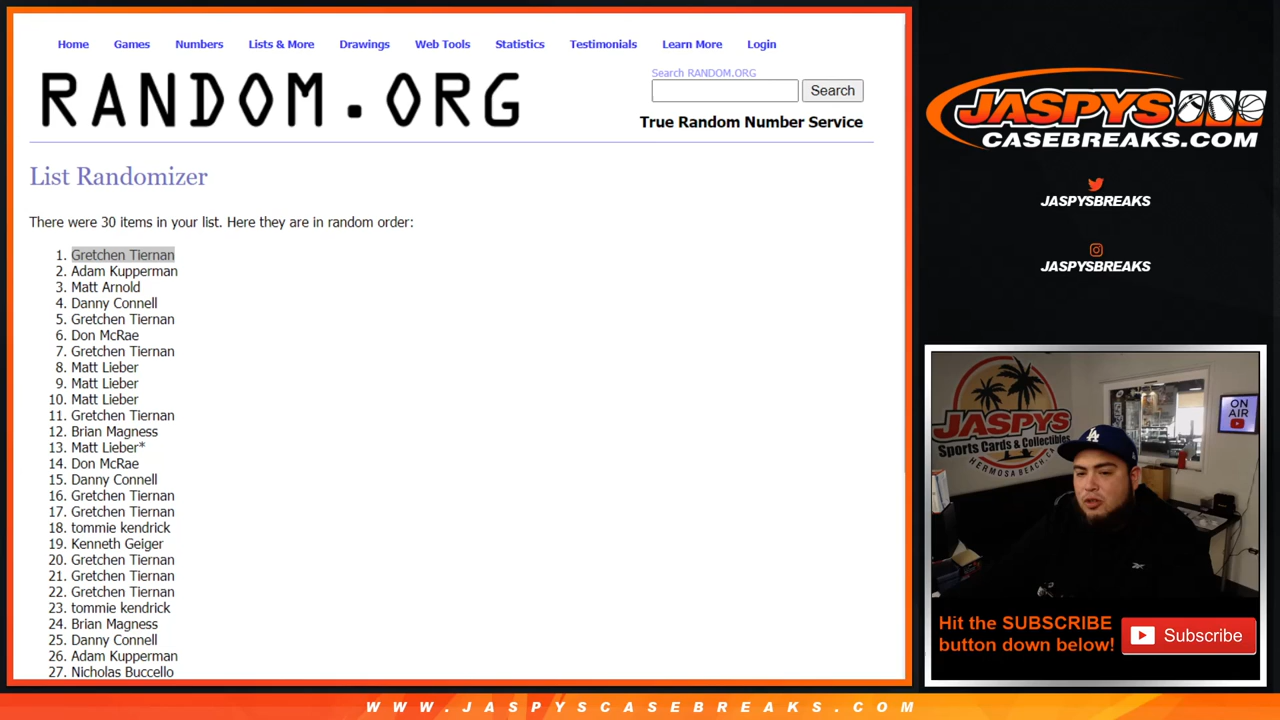 Home Games Numbers Lists & More Drawings Web Tools Statistics Testimonials Learn More Login
RANDOM.ORG
Search RANDOM.ORG
Search
True Random Number Service
List Randomizer
There were 30 items in your list. Here they are in random order:
1. Gretchen Tiernan
2. Adam Kupperman
3. Matt Arnold
4. Danny Connell
5. Gretchen Tiernan
6. Don McRae
7. Gretchen Tiernan
8. Matt Lieber
9. Matt Lieber
10. Matt Lieber
11. Gretchen Tiernan
12. Brian Magness
13. Matt Lieber*
14. Don McRae
15. Danny Connell
16. Gretchen Tiernan
17. Gretchen Tiernan
18. tommie kendrick
19. Kenneth Geiger
20. Gretchen Tiernan
21. Gretchen Tiernan
22. Gretchen Tiernan
23. tommie kendrick
24. Brian Magness
25. Danny Connell
26. Adam Kupperman
27. Nicholas Buccello
JASPYS
CASEBREAKS.COM
JASPYSBREAKS
JASPYSBREAKS
JASPYS
Sports Cards & Collectibles
HERMOSA BEACH, CA
ON
AIR
LA
Hit the SUBSCRIBE
button down below!
Subscribe
WWW.JASPYSCASEBREAKS.COM